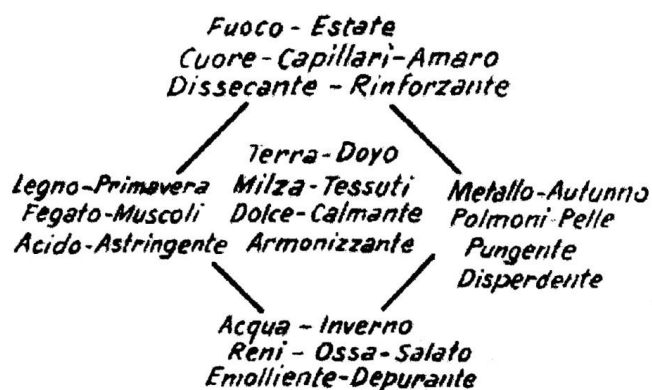 Fuoco - Estate
Cuore - Capillari - Amaro
Dissecante - Rinforzante
Terra - Doyo
Milza - Tessuti
Dolce - Calmante
Armonizzante
Legno - Primavera
Fegato - Muscoli
Acido - Astringente
Metallo - Autunno
Polmoni - Pelle
Pungente
Disperdente
Acqua - Inverno
Reni - Ossa - Salato
Emolliente - Depurante